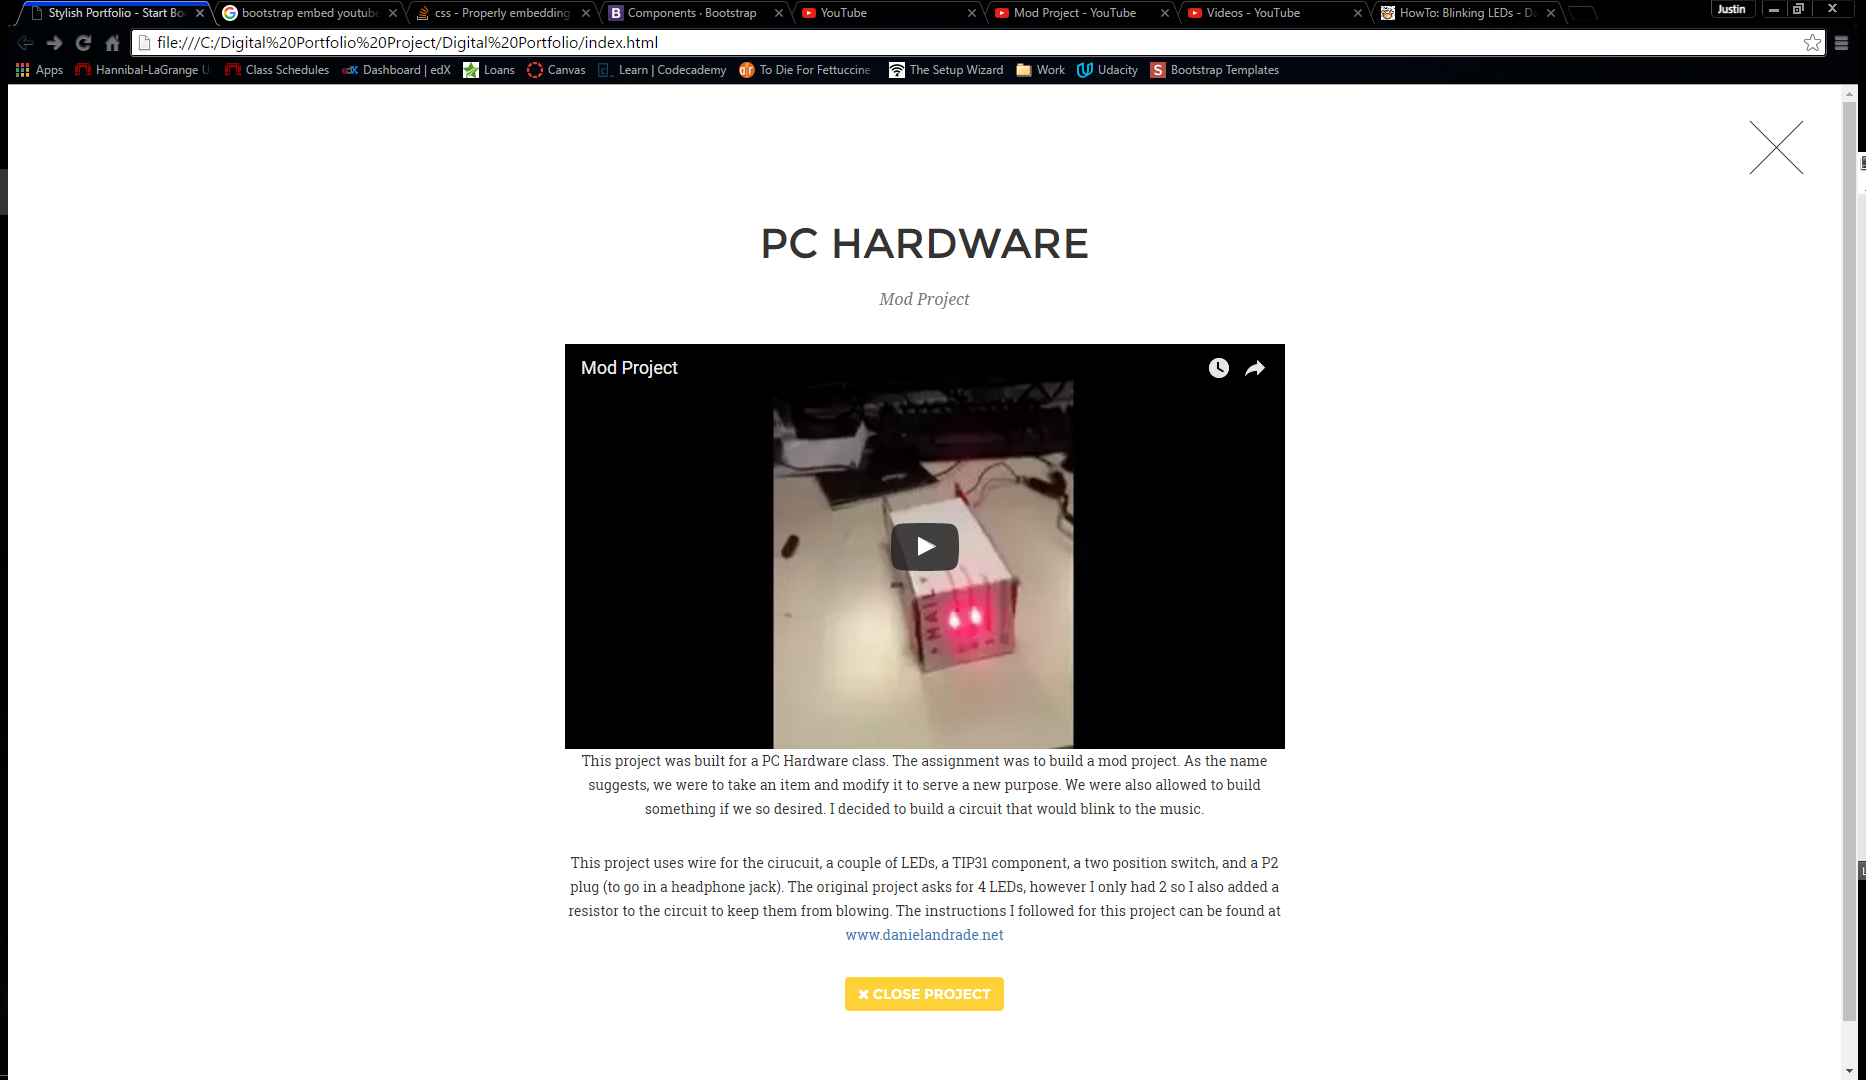 Stylish Portfolio - Start Bo
bootstrap embed youtube
css - Properly embedding
Components · Bootstrap
YouTube
Mod Project - YouTube
Videos - YouTube
HowTo: Blinking LEDs - Da
Justin
file:///C:/Digital%20Portfolio%20Project/Digital%20Portfolio/index.html
Apps
Hannibal-LaGrange U
Class Schedules
edX
Dashboard | edX
Loans
Canvas
Learn | Codecademy
To Die For Fettuccine
The Setup Wizard
Work
Udacity
Bootstrap Templates
PC HARDWARE
Mod Project
Mod Project
MAIL
This project was built for a PC Hardware class. The assignment was to build a mod project. As the name
suggests, we were to take an item and modify it to serve a new purpose. We were also allowed to build
something if we so desired. I decided to build a circuit that would blink to the music.
This project uses wire for the cirucuit, a couple of LEDs, a TIP31 component, a two position switch, and a P2
plug (to go in a headphone jack). The original project asks for 4 LEDs, however I only had 2 so I also added a
resistor to the circuit to keep them from blowing. The instructions I followed for this project can be found at
www.danielandrade.net
CLOSE PROJECT